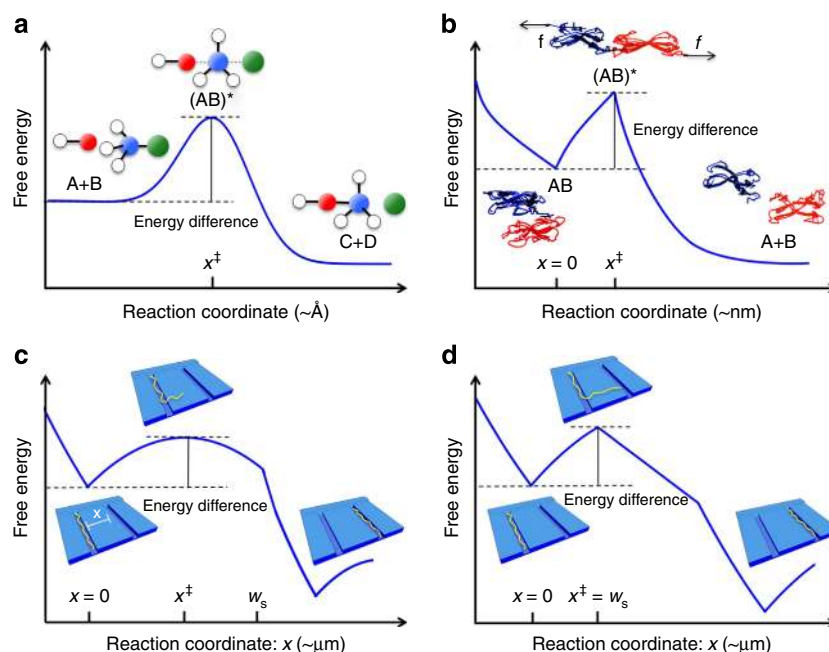 a
Free energy
A+B
(AB)*
Energy difference
C+D
x‡
Reaction coordinate (~Å)
b
Free energy
f
f
(AB)*
Energy difference
AB
A+B
x = 0
x‡
Reaction coordinate (~nm)
c
Free energy
x
Energy difference
x = 0
x‡
wₛ
Reaction coordinate: x (~μm)
d
Free energy
Energy difference
x = 0
x‡ = wₛ
Reaction coordinate: x (~μm)